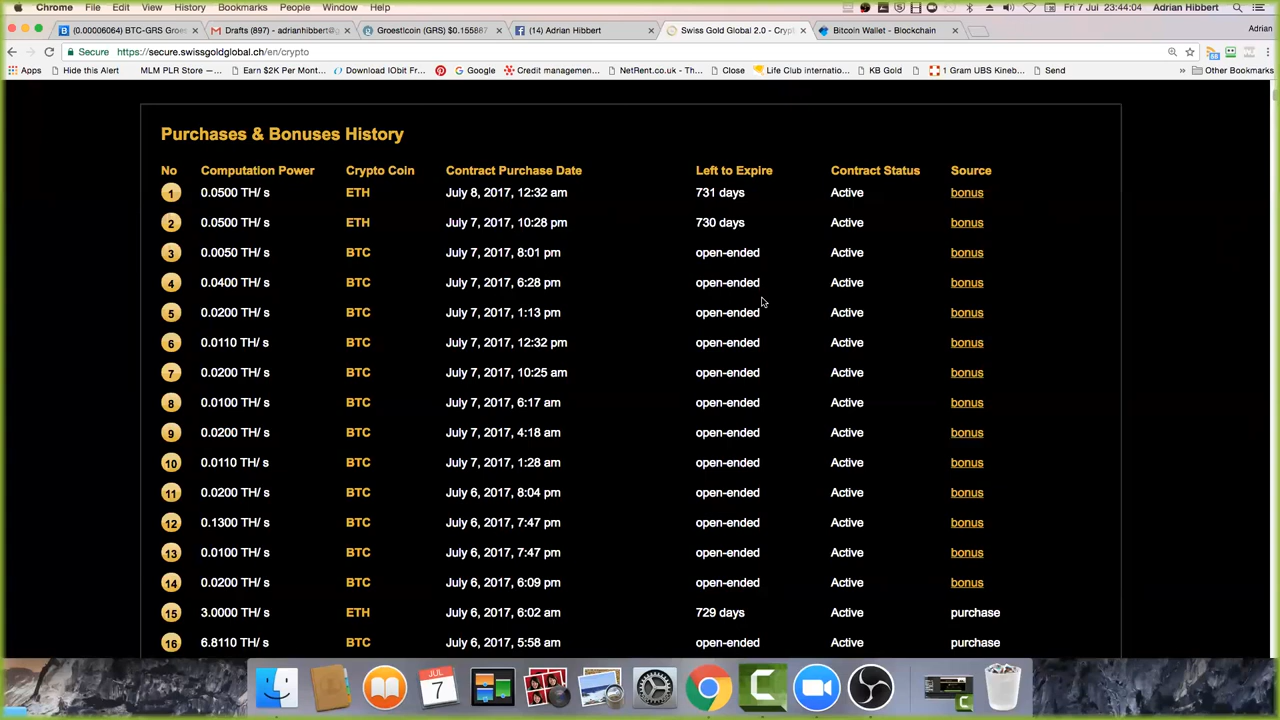 Chrome File Edit View History Bookmarks People Window Help Fri 7 Jul 23:44:04 Adrian Hibbert
(0.00006064) BTC-GRS Groes Drafts (897) - adrianhibbert@ Groestlcoin (GRS) $0.155887 (14) Adrian Hibbert Swiss Gold Global 2.0 - Crypt Bitcoin Wallet - Blockchain Adrian
Secure https://secure.swissgoldglobal.ch/en/crypto
Apps Hide this Alert MLM PLR Store —... Earn $2K Per Mont... Download IObit Fr... Google Credit managemen... NetRent.co.uk - Th... Close Life Club internatio... KB Gold 1 Gram UBS Kineb... Send » Other Bookmarks
Purchases & Bonuses History
No Computation Power Crypto Coin Contract Purchase Date Left to Expire Contract Status Source
1 0.0500 TH/ s ETH July 8, 2017, 12:32 am 731 days Active bonus
2 0.0500 TH/ s ETH July 7, 2017, 10:28 pm 730 days Active bonus
3 0.0050 TH/ s BTC July 7, 2017, 8:01 pm open-ended Active bonus
4 0.0400 TH/ s BTC July 7, 2017, 6:28 pm open-ended Active bonus
5 0.0200 TH/ s BTC July 7, 2017, 1:13 pm open-ended Active bonus
6 0.0110 TH/ s BTC July 7, 2017, 12:32 pm open-ended Active bonus
7 0.0200 TH/ s BTC July 7, 2017, 10:25 am open-ended Active bonus
8 0.0100 TH/ s BTC July 7, 2017, 6:17 am open-ended Active bonus
9 0.0200 TH/ s BTC July 7, 2017, 4:18 am open-ended Active bonus
10 0.0110 TH/ s BTC July 7, 2017, 1:28 am open-ended Active bonus
11 0.0200 TH/ s BTC July 6, 2017, 8:04 pm open-ended Active bonus
12 0.1300 TH/ s BTC July 6, 2017, 7:47 pm open-ended Active bonus
13 0.0100 TH/ s BTC July 6, 2017, 7:47 pm open-ended Active bonus
14 0.0200 TH/ s BTC July 6, 2017, 6:09 pm open-ended Active bonus
15 3.0000 TH/ s ETH July 6, 2017, 6:02 am 729 days Active purchase
16 6.8110 TH/ s BTC July 6, 2017, 5:58 am open-ended Active purchase
JUL
7